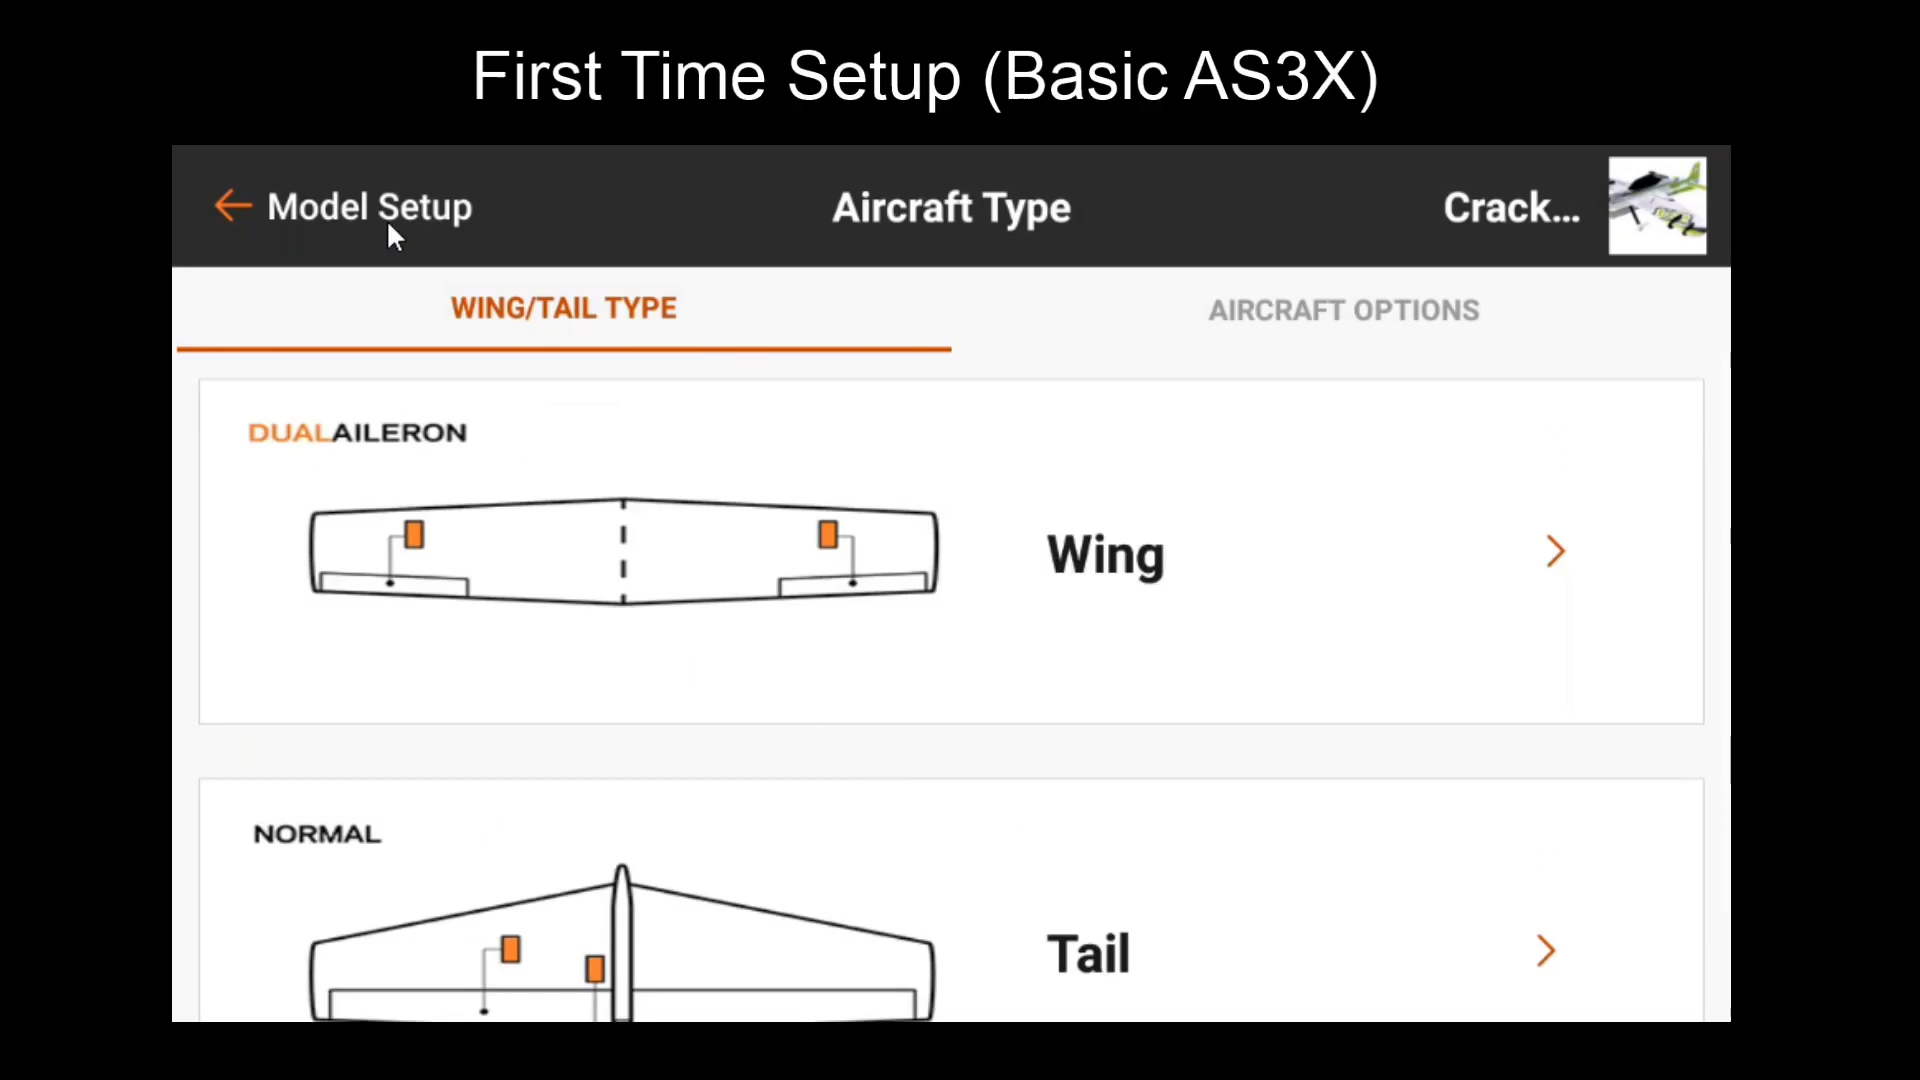 First Time Setup (Basic AS3X)
Model Setup
Aircraft Type
Crack...
WING/TAIL TYPE
AIRCRAFT OPTIONS
DUALAILERON
Wing
NORMAL
Tail